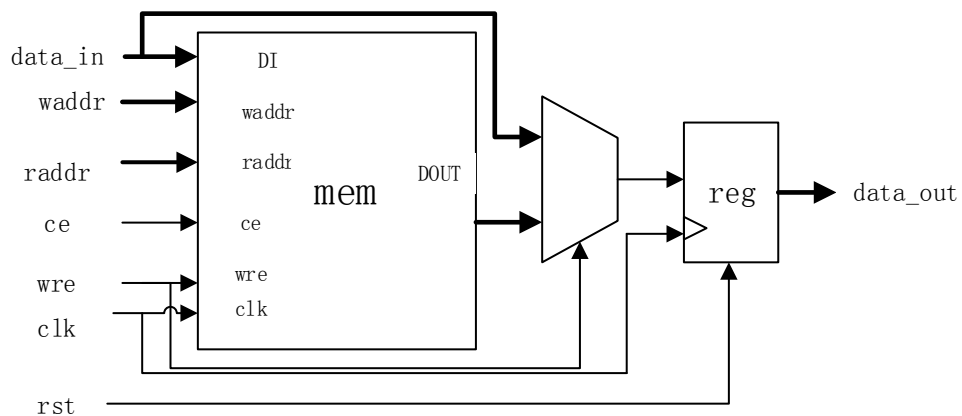 data_in
waddr
raddr
ce
wre
clk
rst
DI
waddr
raddr
DOUT
mem
ce
wre
clk
reg
data_out